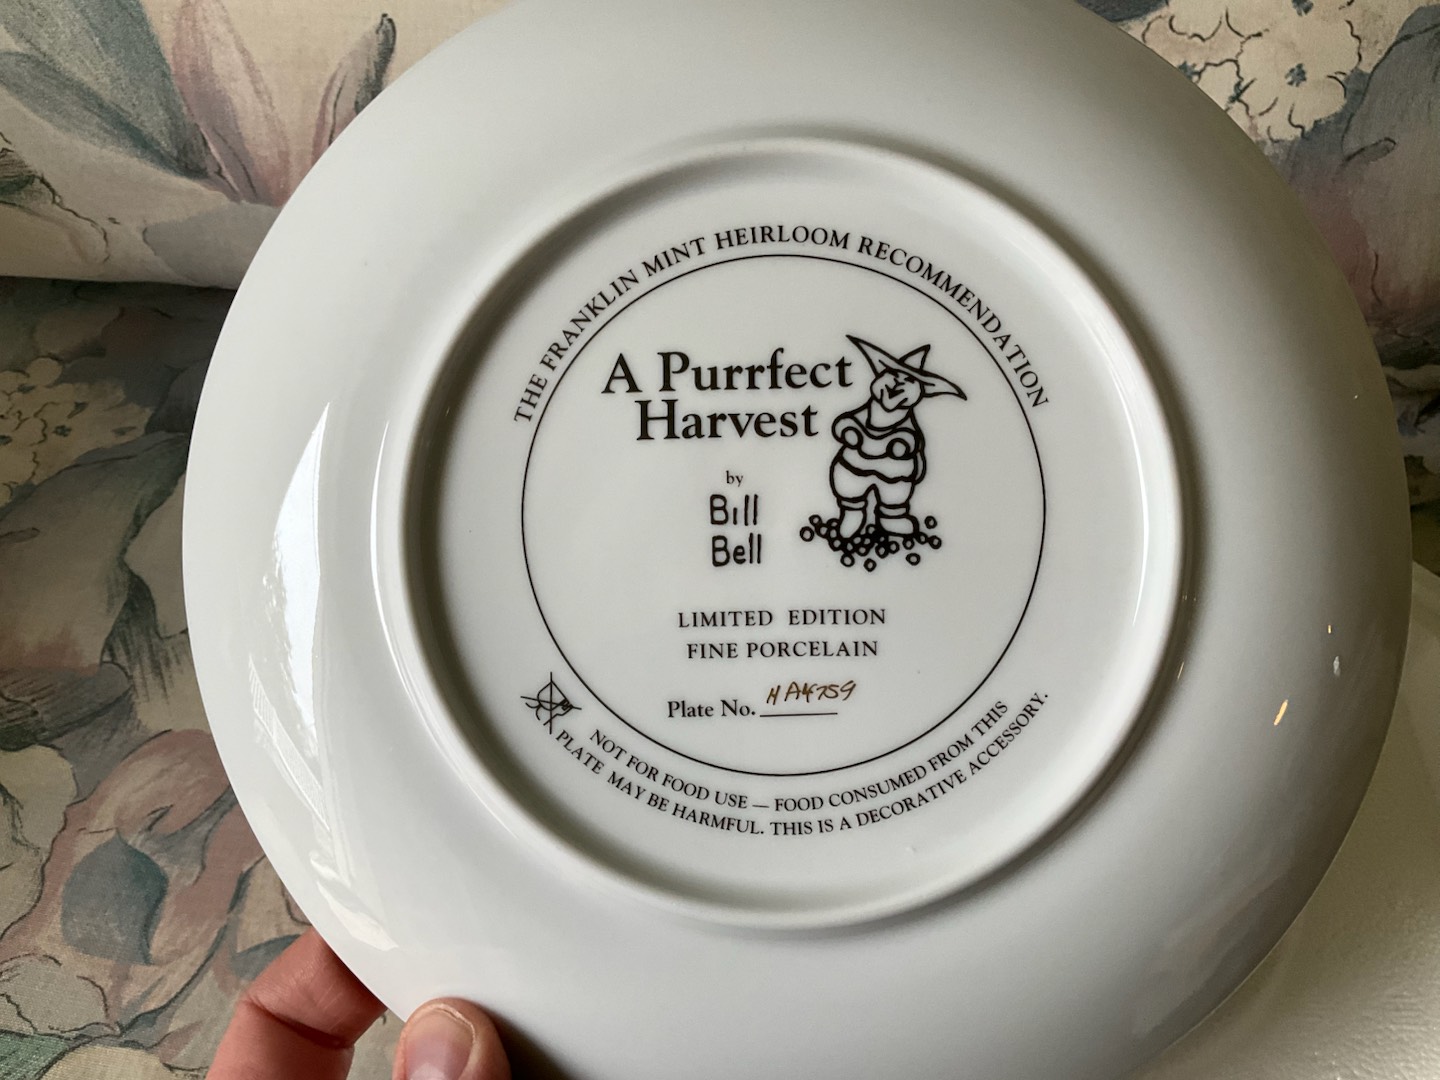 THE FRANKLIN MINT HEIRLOOM RECOMMENDATION
A Purrfect
Harvest
by
Bill
Bell
LIMITED EDITION
FINE PORCELAIN
Plate No. HA4759
NOT FOR FOOD USE — FOOD CONSUMED FROM THIS
PLATE MAY BE HARMFUL. THIS IS A DECORATIVE ACCESSORY.